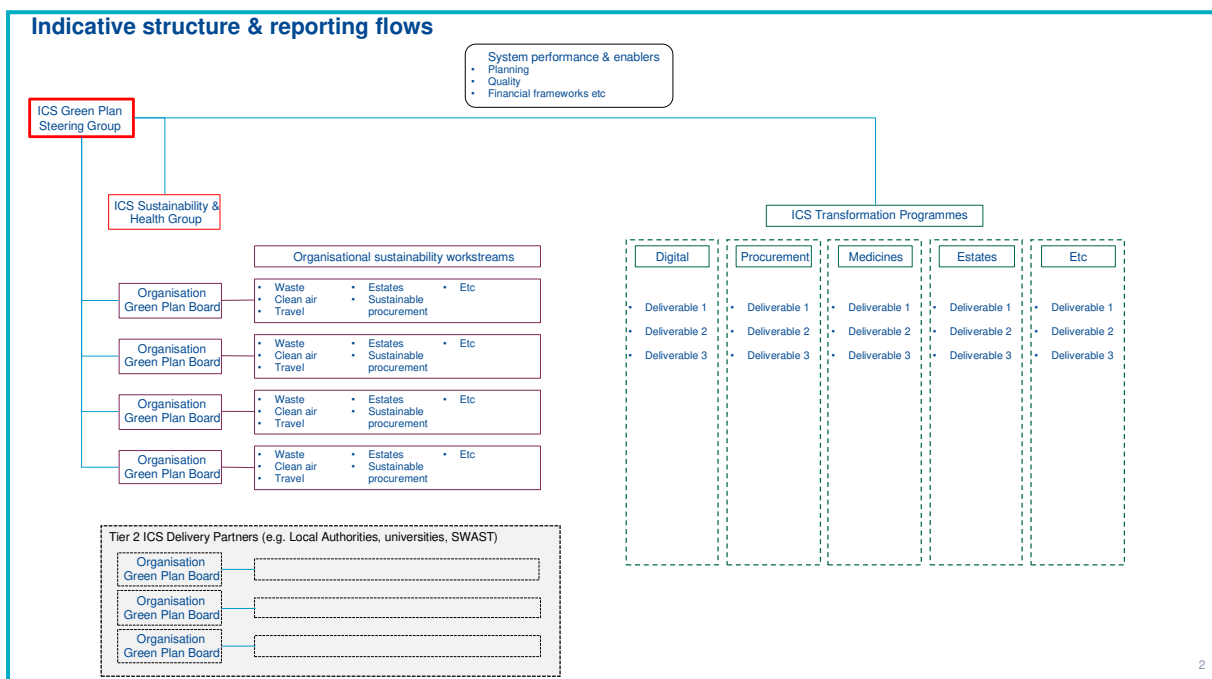 Indicative structure & reporting flows
System performance & enablers
• Planning
• Quality
• Financial frameworks etc
ICS Green Plan
Steering Group
ICS Sustainability &
Health Group
ICS Transformation Programmes
Organisational sustainability workstreams
Organisation
Green Plan Board
• Waste
• Clean air
• Travel
• Estates
• Sustainable
procurement
• Etc
Organisation
Green Plan Board
• Waste
• Clean air
• Travel
• Estates
• Sustainable
procurement
• Etc
Organisation
Green Plan Board
• Waste
• Clean air
• Travel
• Estates
• Sustainable
procurement
• Etc
Organisation
Green Plan Board
• Waste
• Clean air
• Travel
• Estates
• Sustainable
procurement
• Etc
Digital
• Deliverable 1
• Deliverable 2
• Deliverable 3
Procurement
• Deliverable 1
• Deliverable 2
• Deliverable 3
Medicines
• Deliverable 1
• Deliverable 2
• Deliverable 3
Estates
• Deliverable 1
• Deliverable 2
• Deliverable 3
Etc
• Deliverable 1
• Deliverable 2
• Deliverable 3
Tier 2 ICS Delivery Partners (e.g. Local Authorities, universities, SWAST)
Organisation
Green Plan Board
Organisation
Green Plan Board
Organisation
Green Plan Board
2